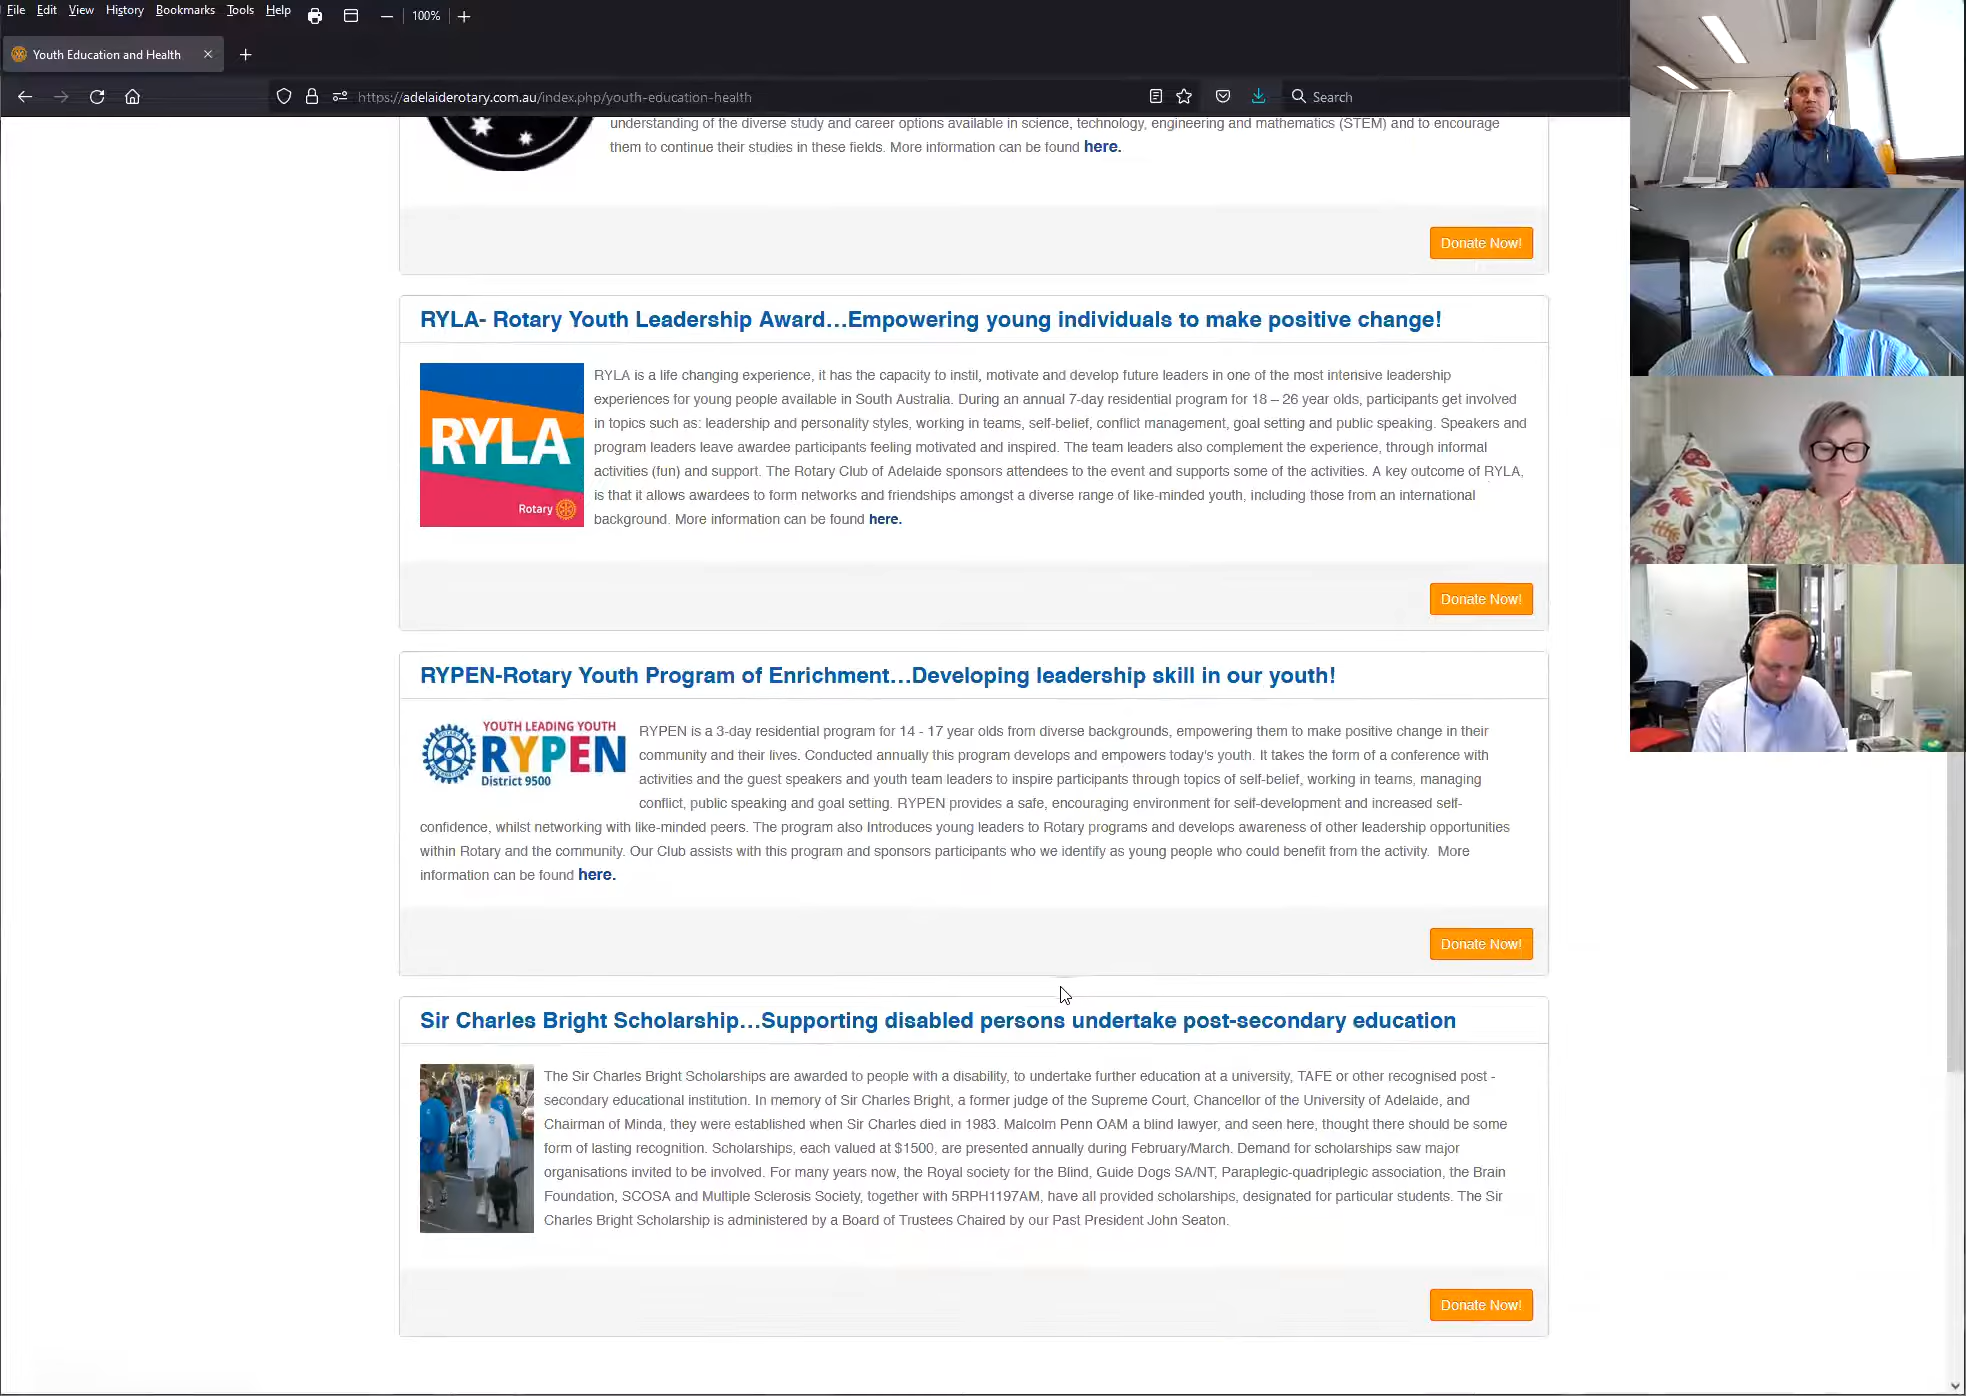 File Edit View History Bookmarks Tools Help 100%
Youth Education and Health
https://adelaiderotary.com.au/index.php/youth-education-health
Search
understanding of the diverse study and career options available in science, technology, engineering and mathematics (STEM) and to encourage
them to continue their studies in these fields. More information can be found here.
Donate Now!
RYLA- Rotary Youth Leadership Award…Empowering young individuals to make positive change!
RYLA
Rotary
RYLA is a life changing experience, it has the capacity to instil, motivate and develop future leaders in one of the most intensive leadership
experiences for young people available in South Australia. During an annual 7-day residential program for 18 – 26 year olds, participants get involved
in topics such as: leadership and personality styles, working in teams, self-belief, conflict management, goal setting and public speaking. Speakers and
program leaders leave awardee participants feeling motivated and inspired. The team leaders also complement the experience, through informal
activities (fun) and support. The Rotary Club of Adelaide sponsors attendees to the event and supports some of the activities. A key outcome of RYLA,
is that it allows awardees to form networks and friendships amongst a diverse range of like-minded youth, including those from an international
background. More information can be found here.
Donate Now!
RYPEN-Rotary Youth Program of Enrichment…Developing leadership skill in our youth!
YOUTH LEADING YOUTH
RYPEN
District 9500
RYPEN is a 3-day residential program for 14 - 17 year olds from diverse backgrounds, empowering them to make positive change in their
community and their lives. Conducted annually this program develops and empowers today's youth. It takes the form of a conference with
activities and the guest speakers and youth team leaders to inspire participants through topics of self-belief, working in teams, managing
conflict, public speaking and goal setting. RYPEN provides a safe, encouraging environment for self-development and increased self-
confidence, whilst networking with like-minded peers. The program also Introduces young leaders to Rotary programs and develops awareness of other leadership opportunities
within Rotary and the community. Our Club assists with this program and sponsors participants who we identify as young people who could benefit from the activity. More
information can be found here.
Donate Now!
Sir Charles Bright Scholarship…Supporting disabled persons undertake post-secondary education
The Sir Charles Bright Scholarships are awarded to people with a disability, to undertake further education at a university, TAFE or other recognised post -
secondary educational institution. In memory of Sir Charles Bright, a former judge of the Supreme Court, Chancellor of the University of Adelaide, and
Chairman of Minda, they were established when Sir Charles died in 1983. Malcolm Penn OAM a blind lawyer, and seen here, thought there should be some
form of lasting recognition. Scholarships, each valued at $1500, are presented annually during February/March. Demand for scholarships saw major
organisations invited to be involved. For many years now, the Royal society for the Blind, Guide Dogs SA/NT, Paraplegic-quadriplegic association, the Brain
Foundation, SCOSA and Multiple Sclerosis Society, together with 5RPH1197AM, have all provided scholarships, designated for particular students. The Sir
Charles Bright Scholarship is administered by a Board of Trustees Chaired by our Past President John Seaton.
Donate Now!